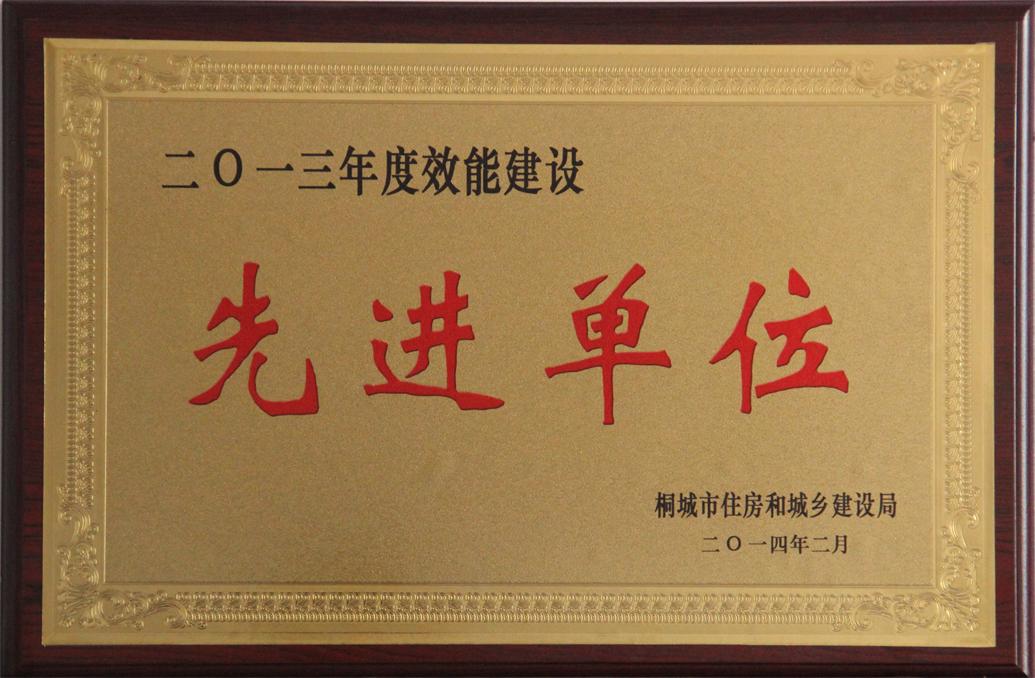 二〇一三年度效能建设
先进单位
桐城市住房和城乡建设局
二〇一四年二月